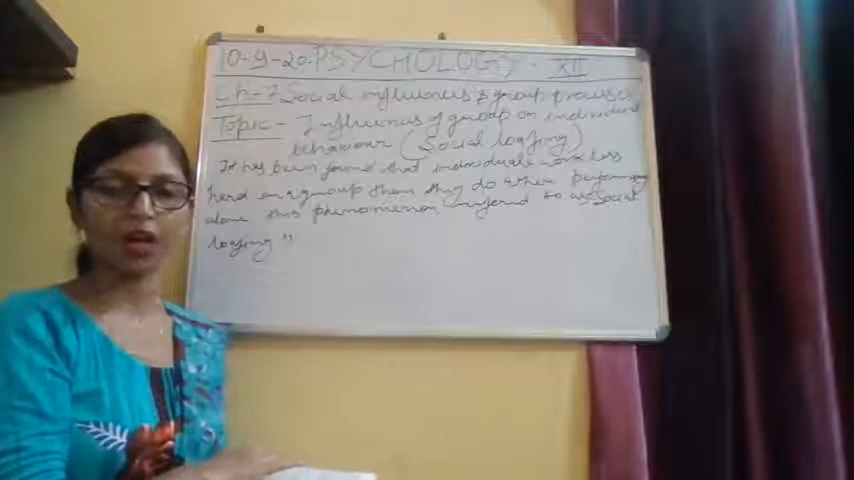 10-9-20-PSYCHOLOGY - XII
Ch-7 Social influences & group processes
Topic - Influences of group on individual
behaviour (Social loafing)
It has been found that individuals work less
hard in a group than they do when performing
alone this phenomenon referd to as "Social
loafing"